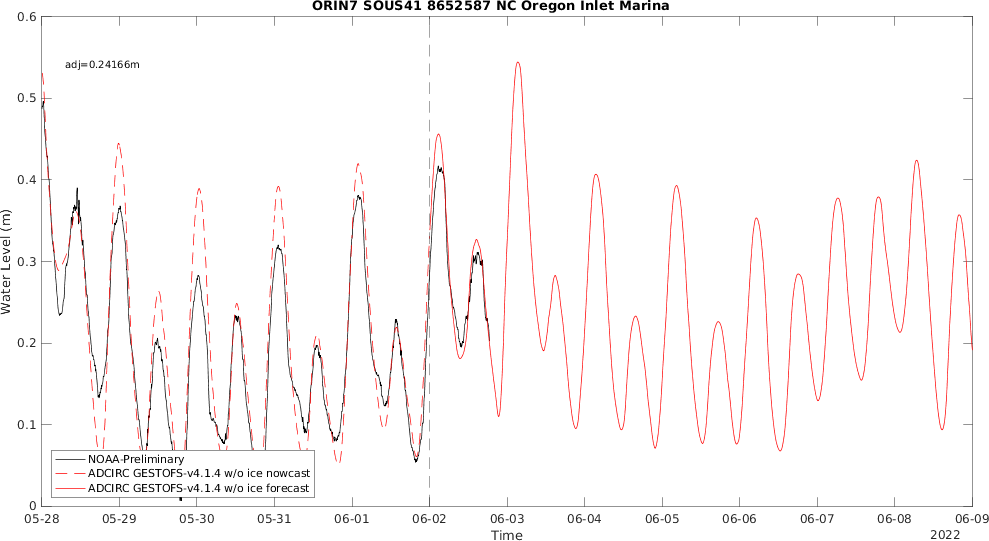 ORIN7 SOUS41 8652587 NC Oregon Inlet Marina
0.6
0.5
0.4
0.3
0.2
0.1
0
Water Level (m)
adj=0.24166m
NOAA-Preliminary
ADCIRC GESTOFS-v4.1.4 w/o ice nowcast
ADCIRC GESTOFS-v4.1.4 w/o ice forecast
05-28 05-29 05-30 05-31 06-01 06-02 06-03 06-04 06-05 06-06 06-07 06-08 06-09
Time
2022